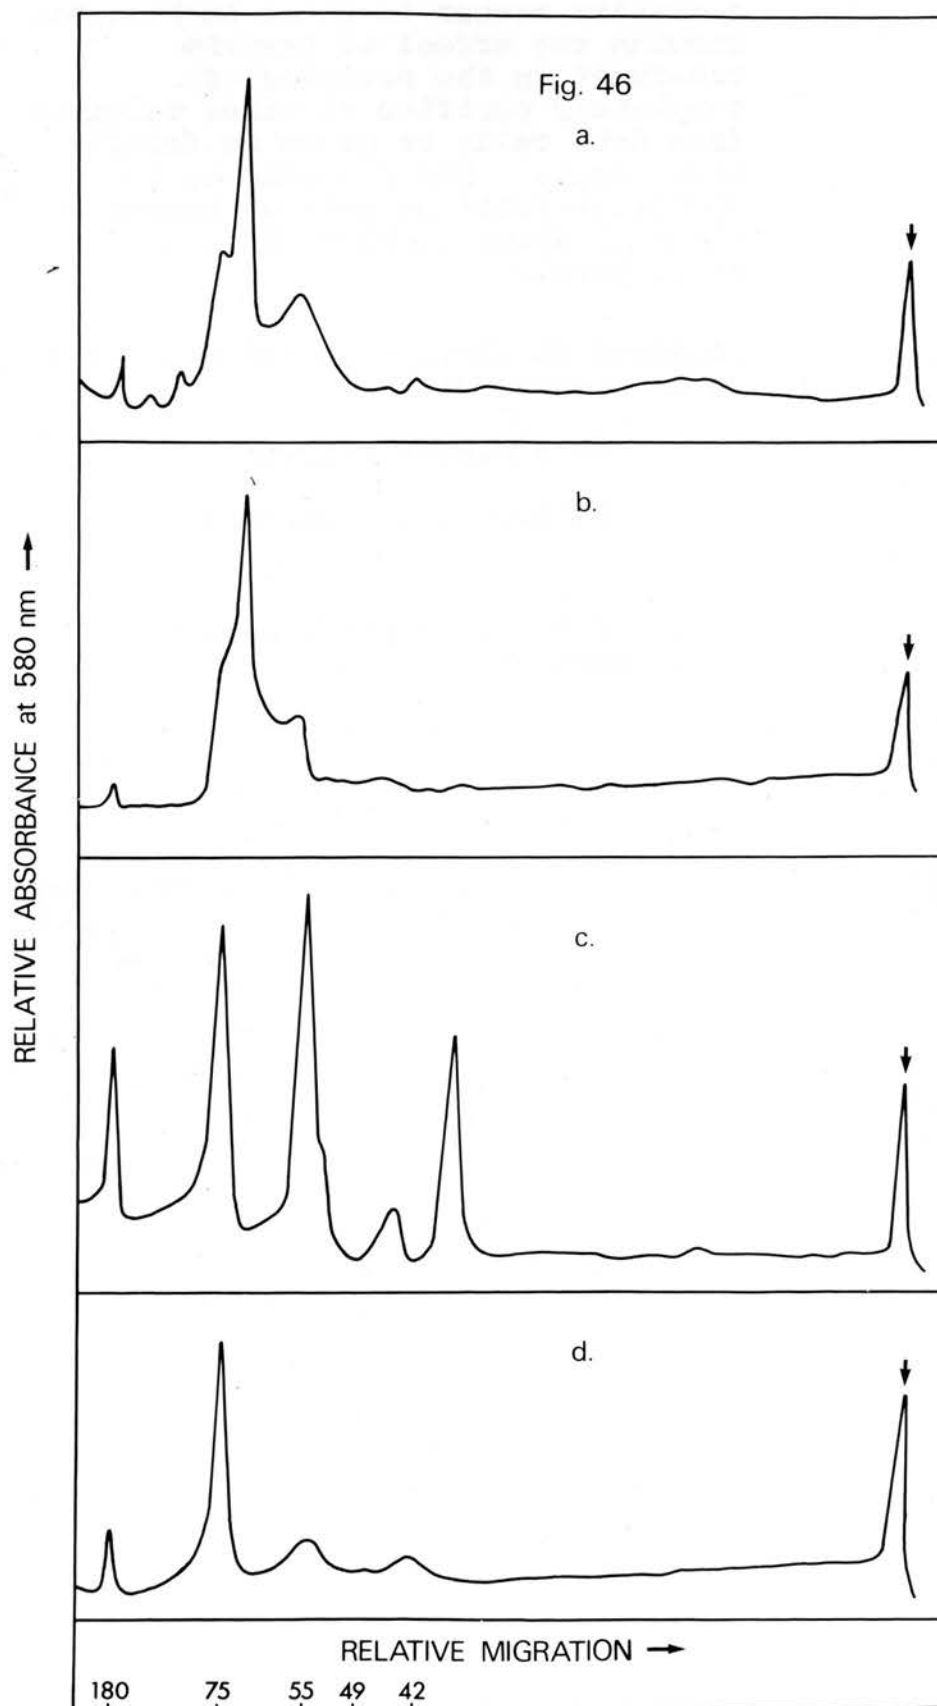 Fig. 46
a.
b.
c.
d.
RELATIVE ABSORBANCE at 580 nm →
RELATIVE MIGRATION →
180 75 55 49 42